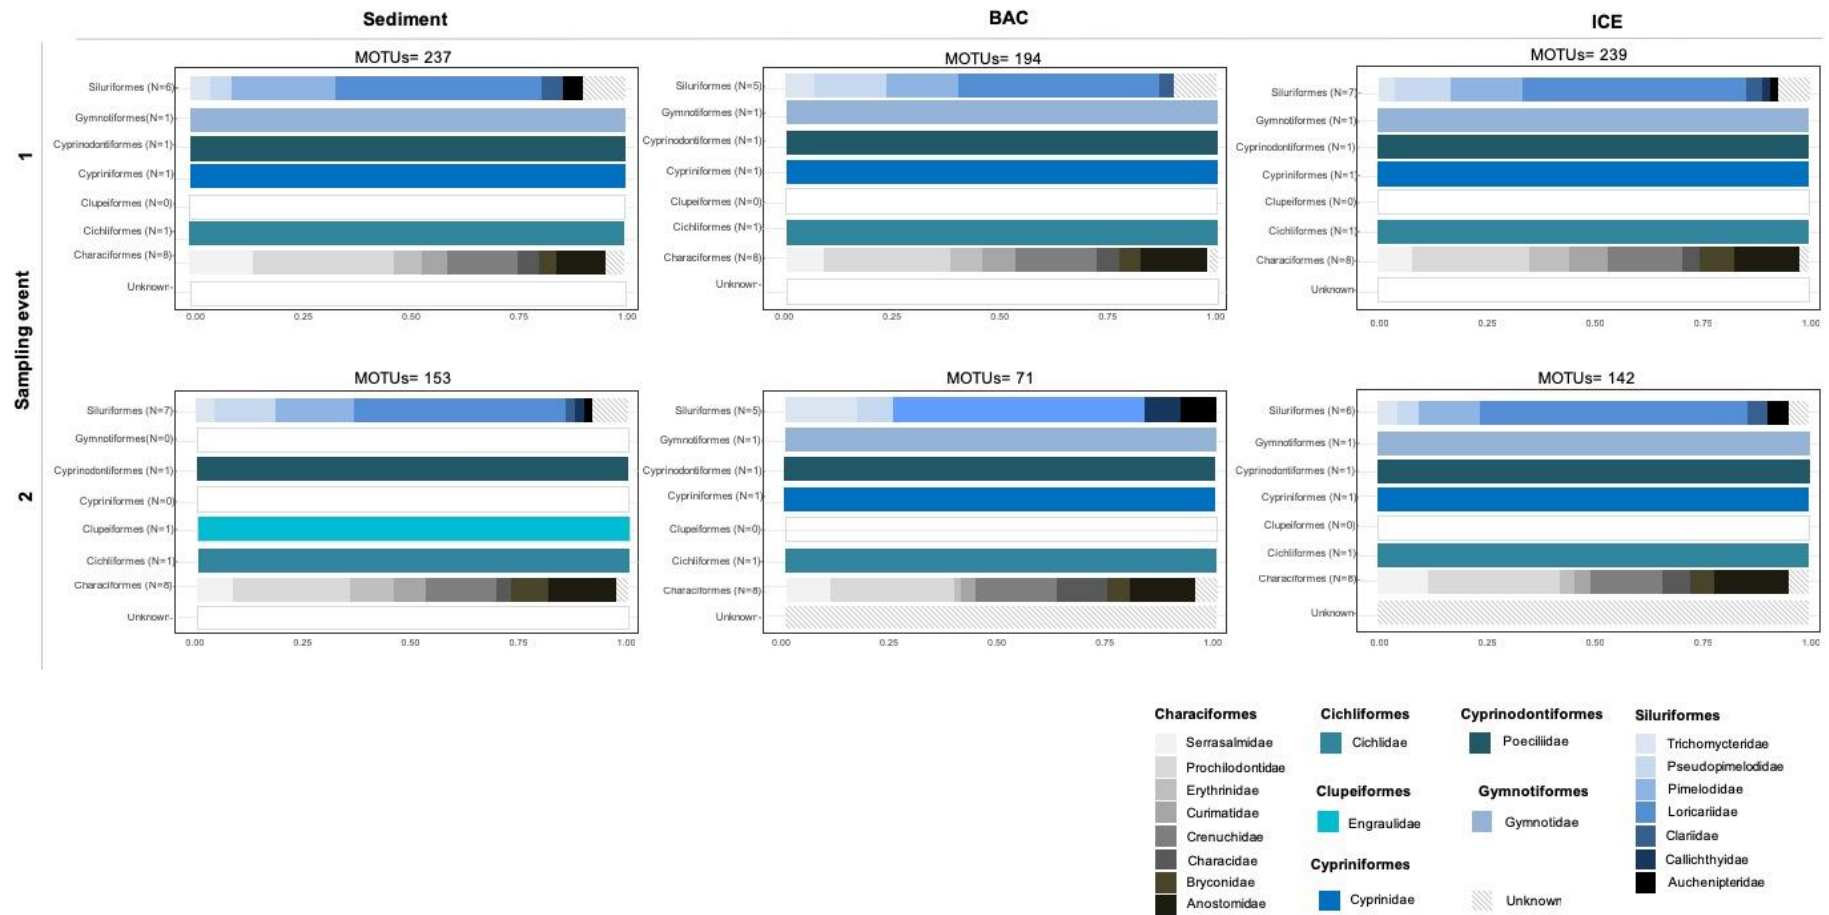 Sediment
BAC
ICE
Sampling event
1
MOTUs= 237
Siluriformes (N=6)
Gymnotiformes(N=1)
Cyprinodontiformes (N=1)
Cypriniformes (N=1)
Clupeiformes (N=0)
Cichliformes (N=1)
Characiformes (N=8)
Unknown
0.00 0.25 0.50 0.75 1.00
MOTUs= 194
Siluriformes (N=5)
Gymnotiformes (N=1)
Cyprinodontiformes (N=1)
Cypriniformes (N=1)
Clupeiformes (N=0)
Cichliformes (N=1)
Characiformes (N=8)
Unknown
0.00 0.25 0.50 0.75 1.00
MOTUs= 239
Siluriformes (N=7)
Gymnotiformes (N=1)
Cyprinodontiformes (N=1)
Cypriniformes (N=1)
Clupeiformes (N=0)
Cichliformes (N=1)
Characiformes (N=8)
Unknown
0.00 0.25 0.50 0.75 1.00
2
MOTUs= 153
Siluriformes (N=7)
Gymnotiformes(N=0)
Cyprinodontiformes (N=1)
Cypriniformes (N=0)
Clupeiformes (N=1)
Cichliformes (N=1)
Characiformes (N=8)
Unknown
0.00 0.25 0.50 0.75 1.00
MOTUs= 71
Siluriformes (N=5)
Gymnotiformes (N=1)
Cyprinodontiformes (N=1)
Cypriniformes (N=1)
Clupeiformes (N=0)
Cichliformes (N=1)
Characiformes (N=8)
Unknown
0.00 0.25 0.50 0.75 1.00
MOTUs= 142
Siluriformes (N=6)
Gymnotiformes (N=1)
Cyprinodontiformes (N=1)
Cypriniformes (N=1)
Clupeiformes (N=0)
Cichliformes (N=1)
Characiformes (N=8)
Unknown
0.00 0.25 0.50 0.75 1.00
Characiformes
Serrasalmidae
Prochilodontidae
Erythrinidae
Curimatidae
Crenuchidae
Characidae
Bryconidae
Anostomidae
Cichliformes
Cichlidae
Clupeiformes
Engraulidae
Cypriniformes
Cyprinidae
Cyprinodontiformes
Poeciliidae
Gymnotiformes
Gymnotidae
Unknown
Siluriformes
Trichomycteridae
Pseudopimelodidae
Pimelodidae
Loricariidae
Clariidae
Callichthyidae
Auchenipteridae